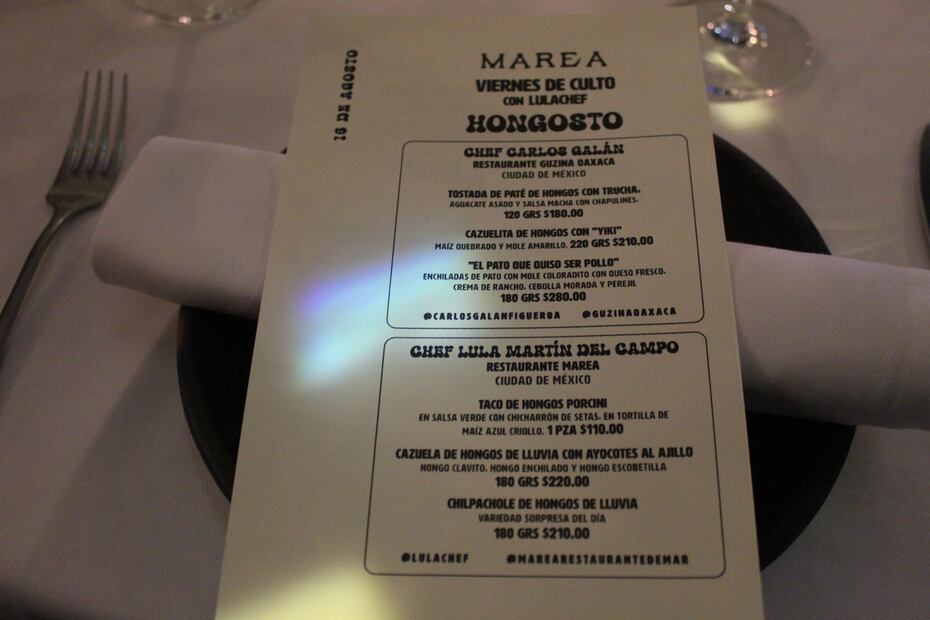 16 DE AGOSTO
MAREA
VIERNES DE CULTO
CON LULACHEF
HONGOSTO
CHEF CARLOS GALÁN
RESTAURANTE GUZINA OAXACA
CIUDAD DE MÉXICO
TOSTADA DE PATÉ DE HONGOS CON TRUCHA,
AGUACATE ASADO Y SALSA MACHA CON CHAPULINES.
120 GRS $180.00
CAZUELITA DE HONGOS CON "YIKI"
MAÍZ QUEBRADO Y MOLE AMARILLO. 220 GRS $210.00
"EL PATO QUE QUISO SER POLLO"
ENCHILADAS DE PATO CON MOLE COLORADITO CON QUESO FRESCO,
CREMA DE RANCHO, CEBOLLA MORADA Y PEREJIL
180 GRS $280.00
@CARLOSGALANFIGUEROA @GUZINAOAXACA
CHEF LULA MARTÍN DEL CAMPO
RESTAURANTE MAREA
CIUDAD DE MÉXICO
TACO DE HONGOS PORCINI
EN SALSA VERDE CON CHICHARRÓN DE SETAS, EN TORTILLA DE
MAÍZ AZUL CRIOLLO. 1 PZA $110.00
CAZUELA DE HONGOS DE LLUVIA CON AYOCOTES AL AJILLO
HONGO CLAVITO, HONGO ENCHILADO Y HONGO ESCOBETILLA
180 GRS $220.00
CHILPACHOLE DE HONGOS DE LLUVIA
VARIEDAD SORPRESA DEL DÍA
180 GRS $210.00
@LULACHEF @MAREARESTAURANTEDEMAR